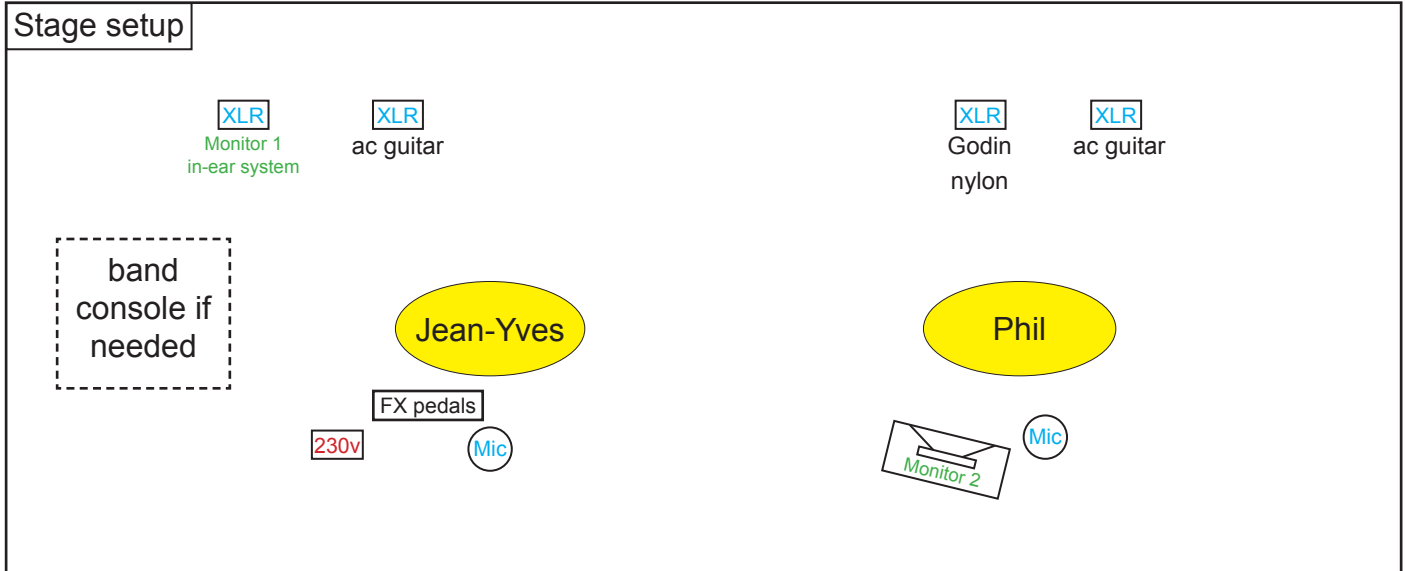 Stage setup
XLR
Monitor 1
in-ear system
XLR
ac guitar
XLR
Godin
nylon
XLR
ac guitar
band
console if
needed
Jean-Yves
Phil
FX pedals
230v
Mic
Monitor 2
Mic